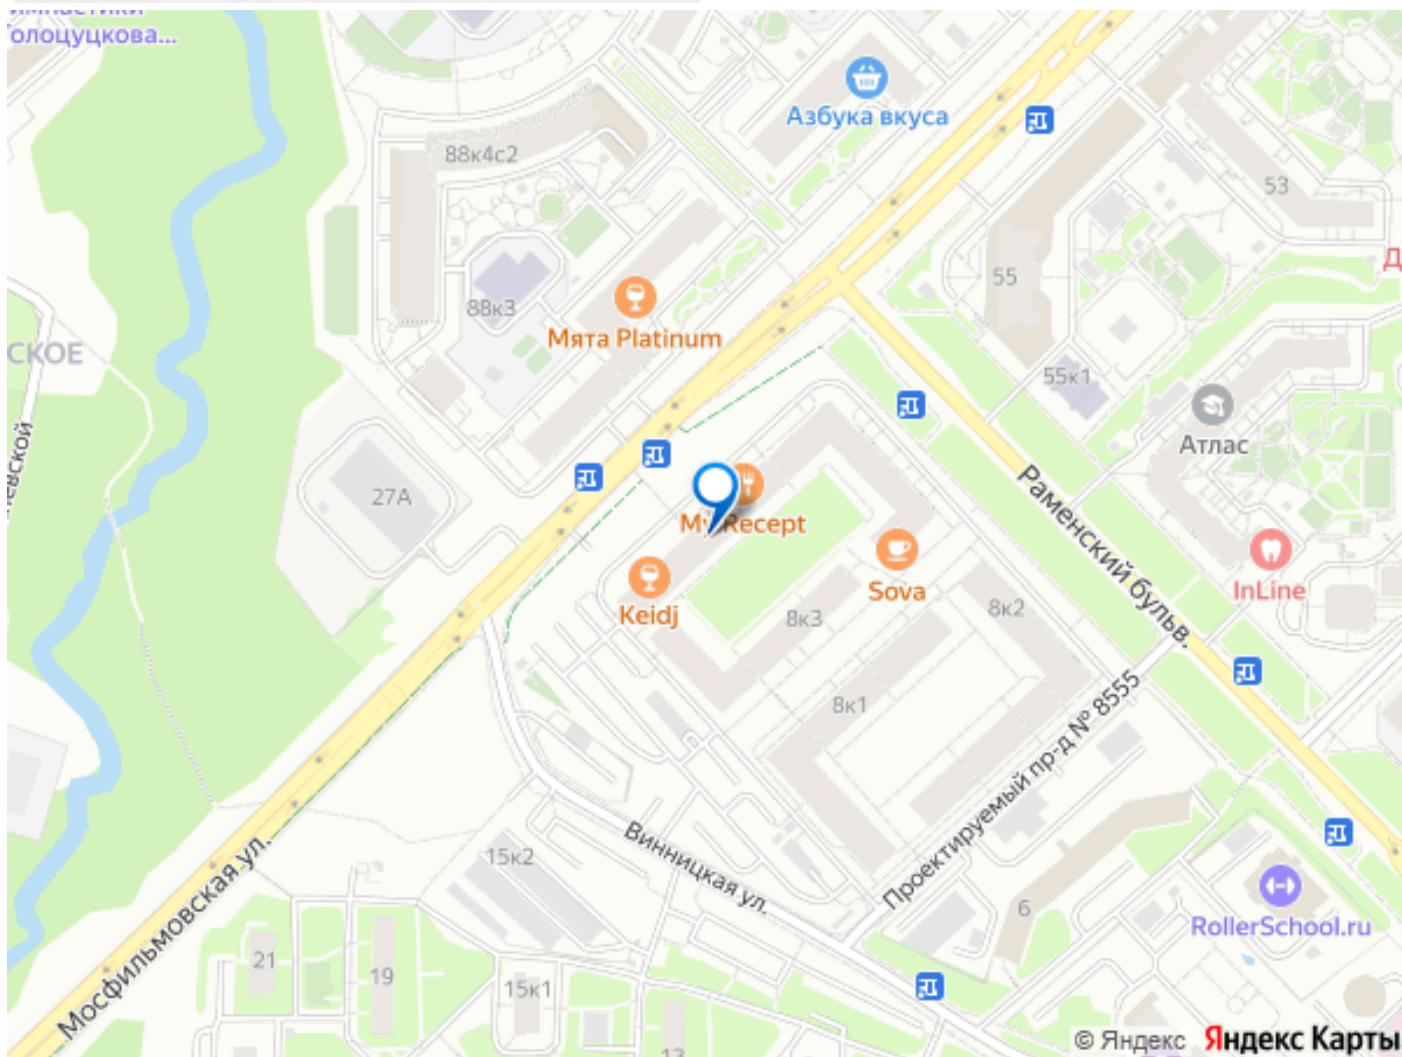 олоцуцкова...
Азбука вкуса
88к4с2
53
55
88к3
Мята Platinum
СКОЕ
55к1
Атлас
27А
Раменский бульв.
My Recept
Keidj
Sova
InLine
8к3
8к2
8к1
Проектируемый пр-д № 8555
Винницкая ул.
15к2
Мосфильмовская ул.
6
RollerSchool.ru
21
19
15к1
13
© Яндекс Яндекс Карты